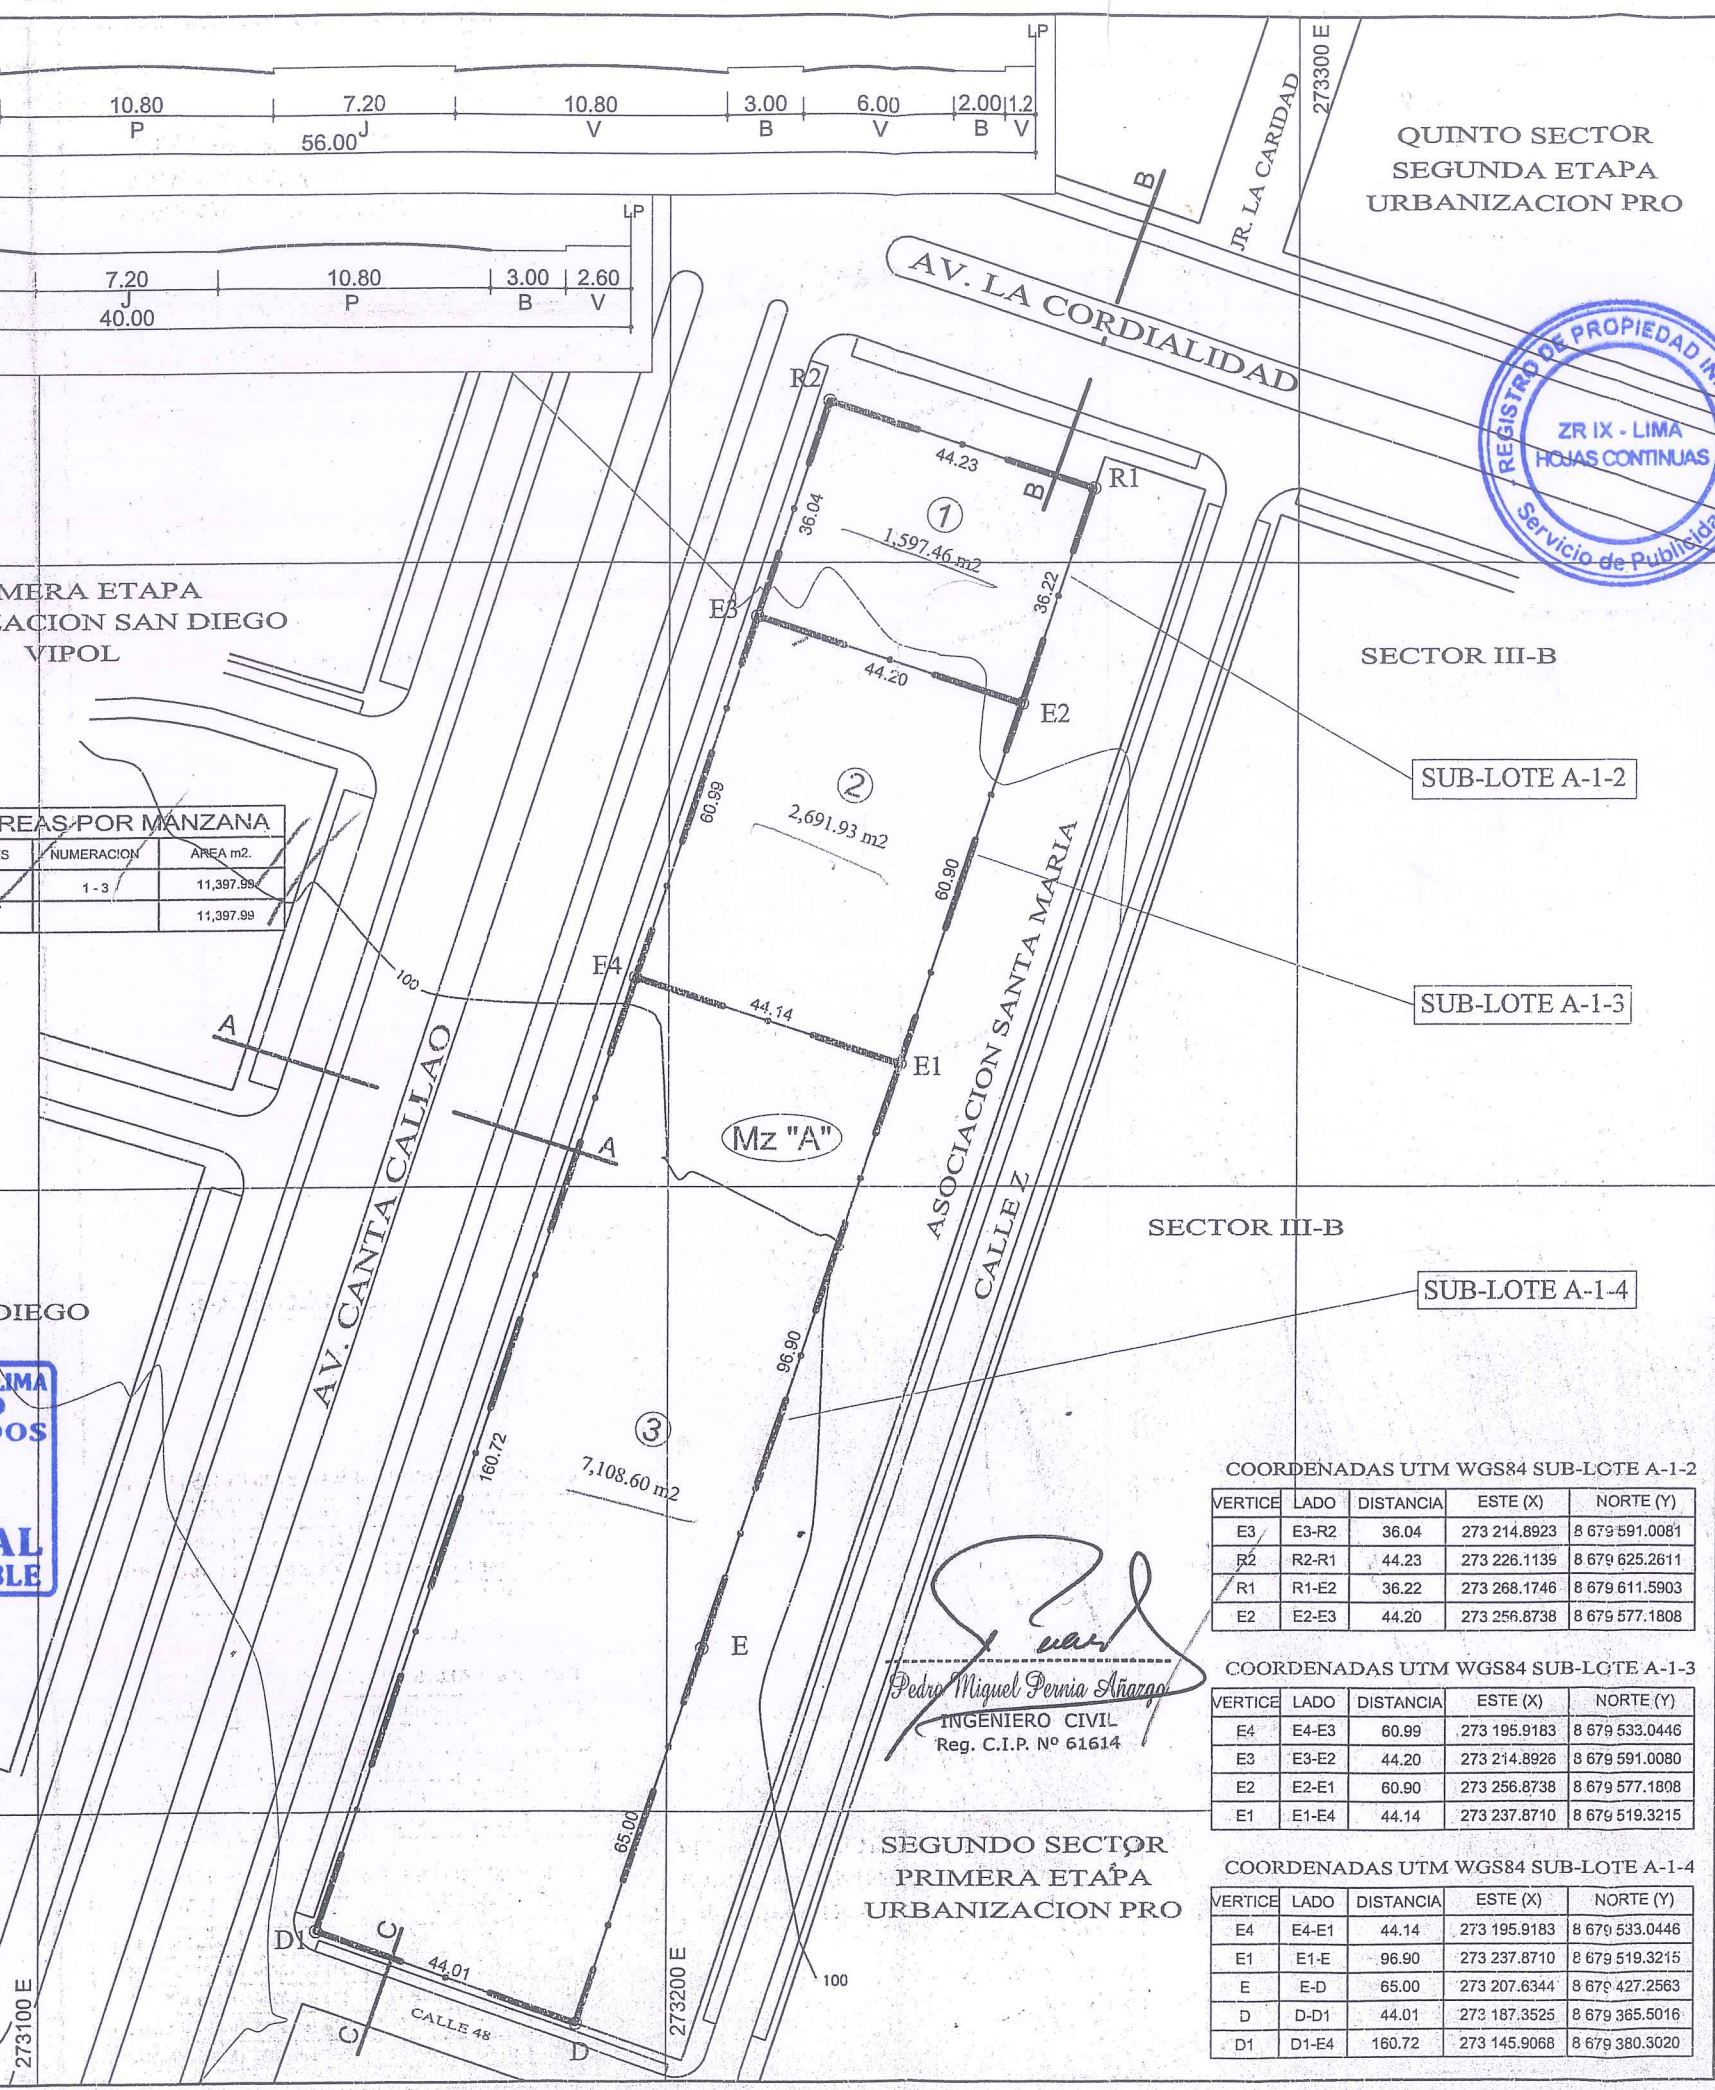 LP
10.80 7.20 10.80 3.00 6.00 2.00 1.2
P J V B V B V
56.00
LP
7.20 10.80 3.00 2.60
J P B V
40.00
273300 E
JR. LA CARIDAD
QUINTO SECTOR
SEGUNDA ETAPA
URBANIZACION PRO
B
AV. LA CORDIALIDAD
REGISTRO DE PROPIEDAD
ZR IX - LIMA
HOJAS CONTINUAS
Servicio de
R2
44.23
R1
B
36.04
1
1,597.46 m2
36.22
E3
44.20
E2
MERA ETAPA
ACION SAN DIEGO
VIPOL
SECTOR III-B
SUB-LOTE A-1-2
2
2,691.93 m2
60.99
60.90
REAS POR MANZANA
ES NUMERACION AREA m2.
1 - 3 11,397.99
11,397.99
E4
100
44.14
E1
SUB-LOTE A-1-3
A
A
Mz "A"
AV. CANTA CALLAO
ASOCIACION SANTA MARIA
CALLE Z
SECTOR III-B
SUB-LOTE A-1-4
DIEGO
LIMA
DOS
AL
BLE
96.90
3
7,108.60 m2
160.72
E
65.00
D1
C
44.01
C
CALLE 48
D
273100 E
273200 E
100
Pedro Miguel Pernia Añazgo
INGENIERO CIVIL
Reg. C.I.P. Nº 61614
SEGUNDO SECTOR
PRIMERA ETAPA
URBANIZACION PRO
COORDENADAS UTM WGS84 SUB-LOTE A-1-2
VERTICE LADO DISTANCIA ESTE (X) NORTE (Y)
E3 E3-R2 36.04 273 214.8923 8 679 591.0081
R2 R2-R1 44.23 273 226.1139 8 679 625.2611
R1 R1-E2 36.22 273 268.1746 8 679 611.5903
E2 E2-E3 44.20 273 256.8738 8 679 577.1808
COORDENADAS UTM WGS84 SUB-LOTE A-1-3
VERTICE LADO DISTANCIA ESTE (X) NORTE (Y)
E4 E4-E3 60.99 273 195.9183 8 679 533.0446
E3 E3-E2 44.20 273 214.8926 8 679 591.0080
E2 E2-E1 60.90 273 256.8738 8 679 577.1808
E1 E1-E4 44.14 273 237.8710 8 679 519.3215
COORDENADAS UTM WGS84 SUB-LOTE A-1-4
VERTICE LADO DISTANCIA ESTE (X) NORTE (Y)
E4 E4-E1 44.14 273 195.9183 8 679 533.0446
E1 E1-E 96.90 273 237.8710 8 679 519.3215
E E-D 65.00 273 207.6344 8 679 427.2563
D D-D1 44.01 273 187.3525 8 679 365.5016
D1 D1-E4 160.72 273 145.9068 8 679 380.3020